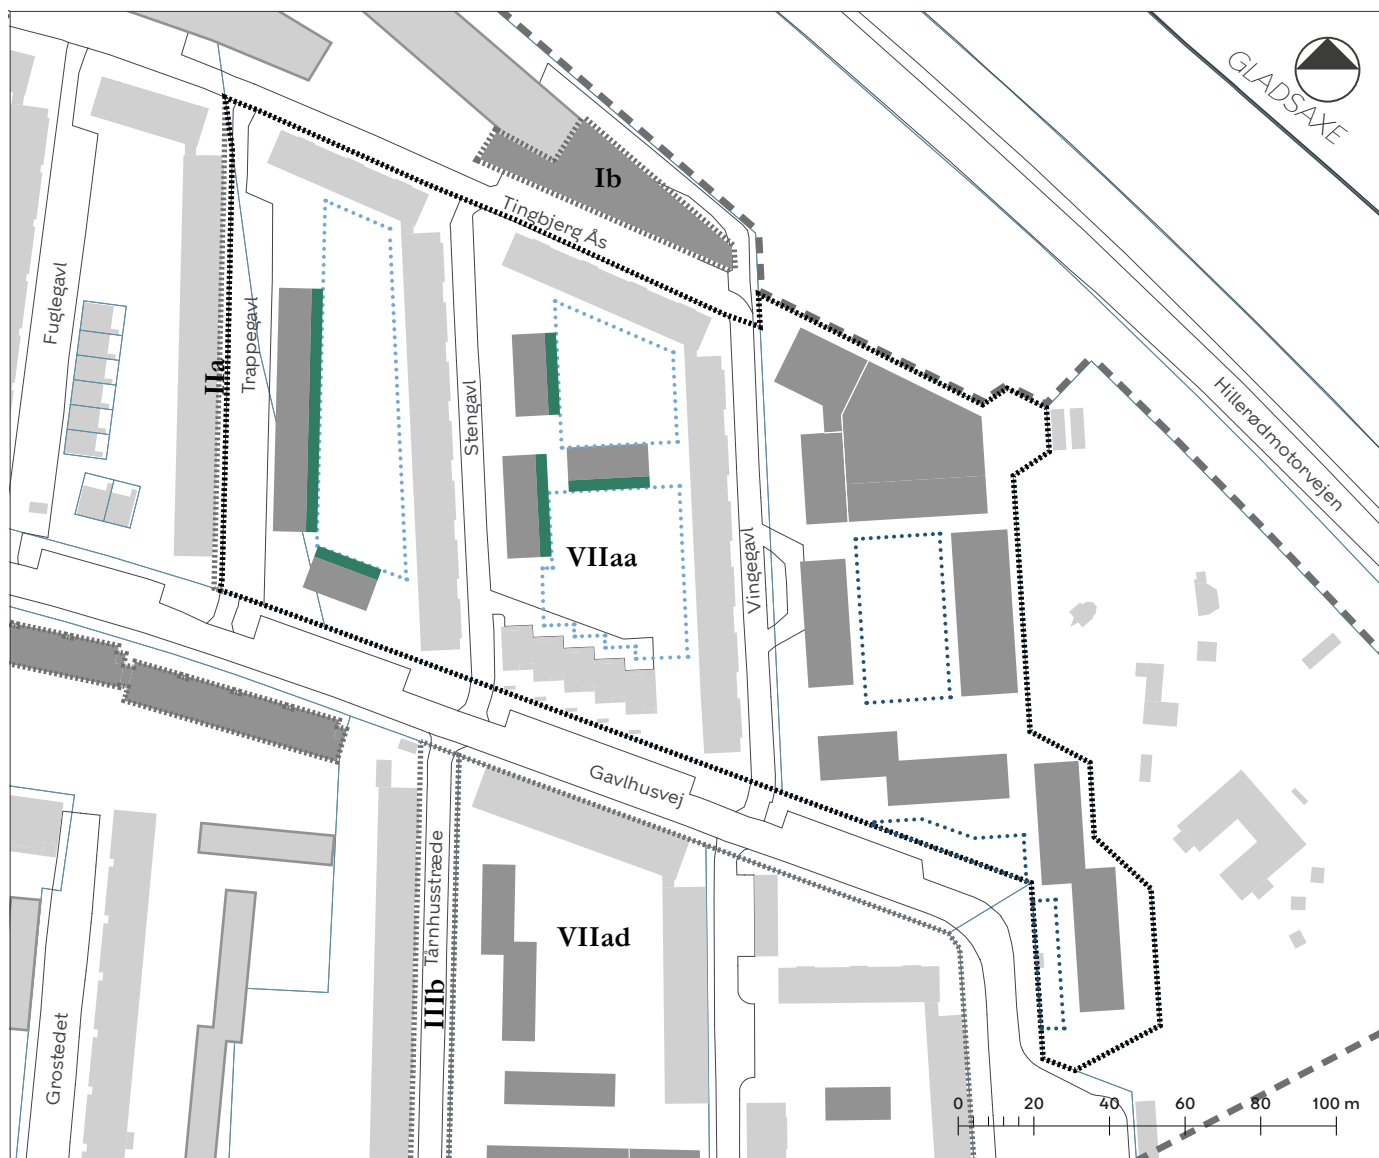 GLADSAXE
Ib
Tingbjerg Ås
Fuglegavl
Trappegavl
IIa
Stengavl
Hillerødmotorvejen
VIIaa
Vingegavl
Gavlhusvej
Tårnhusstræde
VIIad
IIIb
Grostedet
0 20 40 60 80 100 m